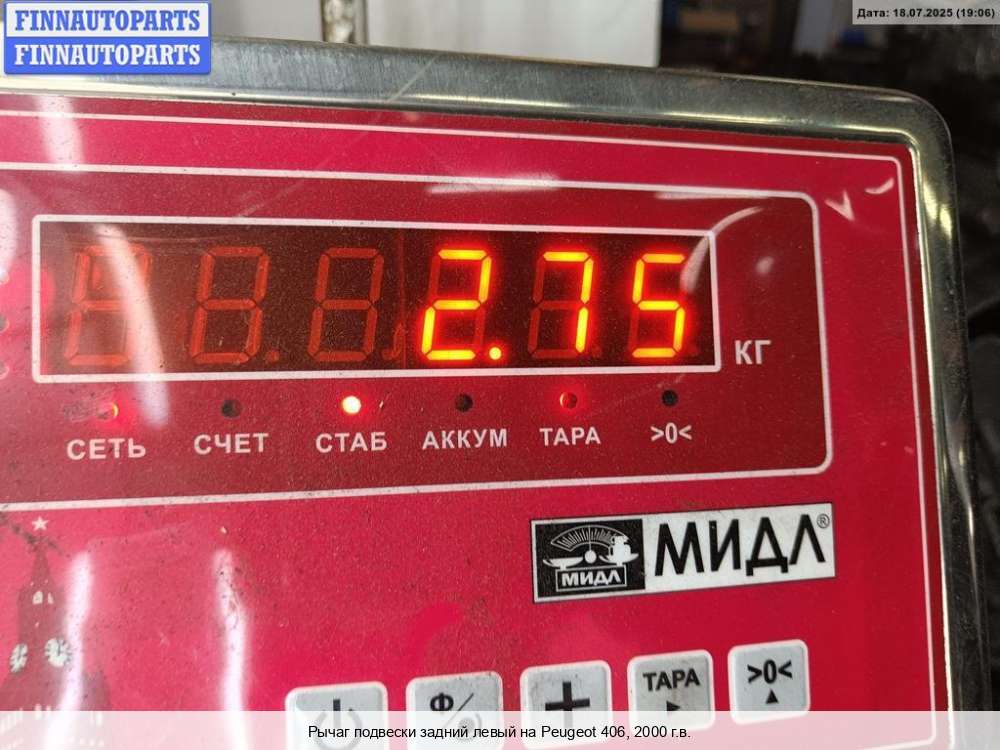 FINNAUTOPARTS
FINNAUTOPARTS
Дата: 18.07.2025 (19:06)
2.75
КГ
СЕТЬ СЧЕТ СТАБ АККУМ ТАРА >0<
МИДЛ МИДЛ®
Ф ТАРА >0<
Рычаг подвески задний левый на Peugeot 406, 2000 г.в.